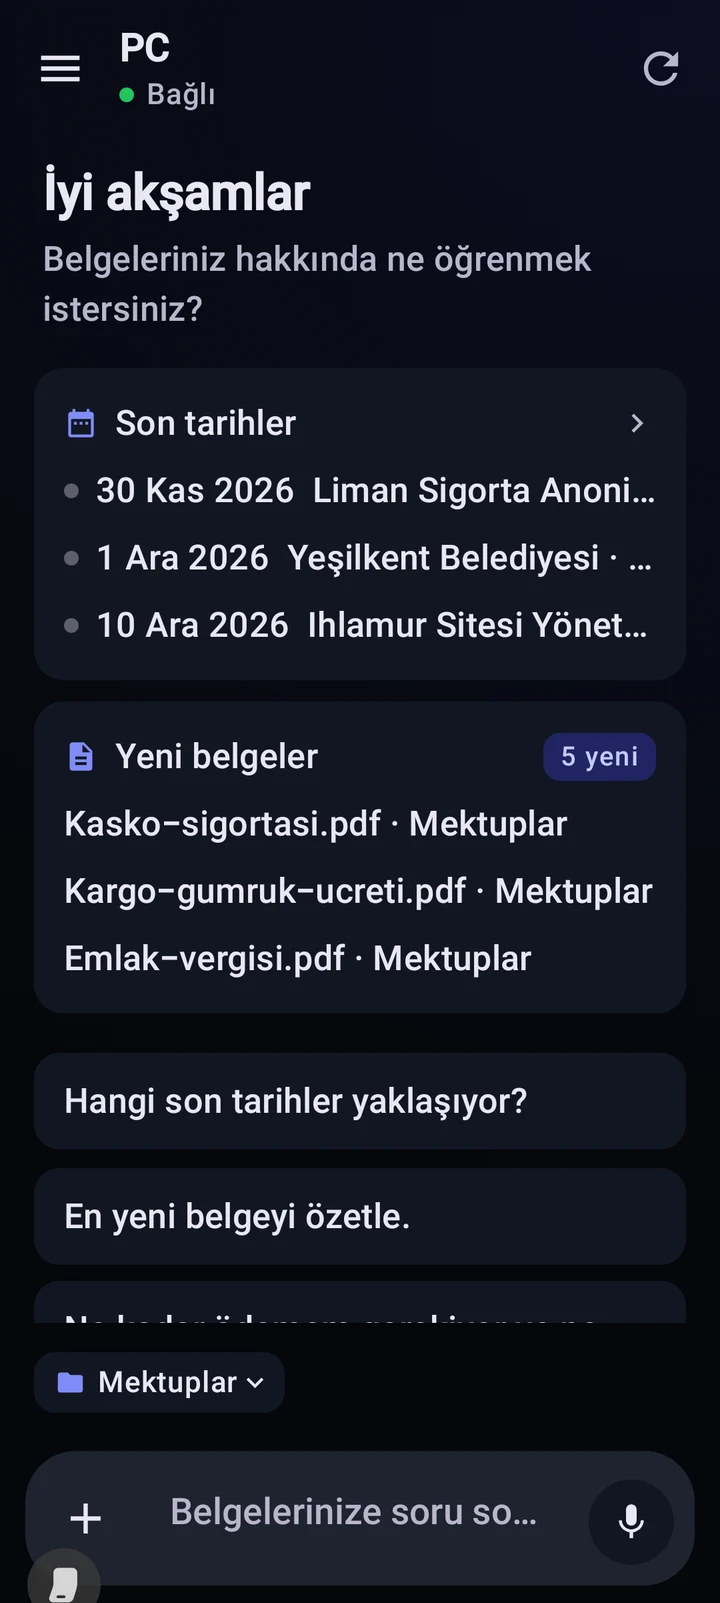 PC
Bağlı
İyi akşamlar
Belgeleriniz hakkında ne öğrenmek
istersiniz?
Son tarihler
30 Kas 2026 Liman Sigorta Anoni...
1 Ara 2026 Yeşilkent Belediyesi · ...
10 Ara 2026 Ihlamur Sitesi Yönet...
Yeni belgeler
5 yeni
Kasko-sigortasi.pdf · Mektuplar
Kargo-gumruk-ucreti.pdf · Mektuplar
Emlak-vergisi.pdf · Mektuplar
Hangi son tarihler yaklaşıyor?
En yeni belgeyi özetle.
Mektuplar
Belgelerinize soru so...